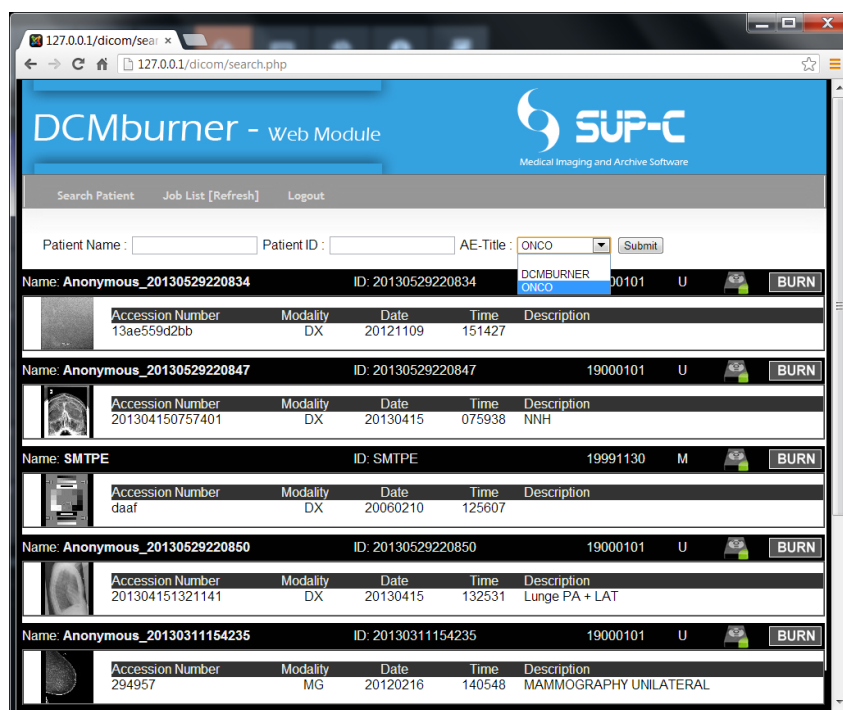 127.0.0.1/dicom/sear
127.0.0.1/dicom/search.php
DCMburner - Web Module
SUP-C
Medical Imaging and Archive Software
Search Patient Job List [Refresh] Logout
Patient Name : Patient ID : AE-Title : ONCO Submit
DCMBURNER
ONCO
Name: Anonymous_20130529220834 ID: 20130529220834 0101 U BURN
Accession Number Modality Date Time Description
13ae559d2bb DX 20121109 151427
Name: Anonymous_20130529220847 ID: 20130529220847 19000101 U BURN
Accession Number Modality Date Time Description
201304150757401 DX 20130415 075938 NNH
Name: SMTPE ID: SMTPE 19991130 M BURN
Accession Number Modality Date Time Description
daaf DX 20060210 125607
Name: Anonymous_20130529220850 ID: 20130529220850 19000101 U BURN
Accession Number Modality Date Time Description
201304151321141 DX 20130415 132531 Lunge PA + LAT
Name: Anonymous_20130311154235 ID: 20130311154235 19000101 U BURN
Accession Number Modality Date Time Description
294957 MG 20120216 140548 MAMMOGRAPHY UNILATERAL